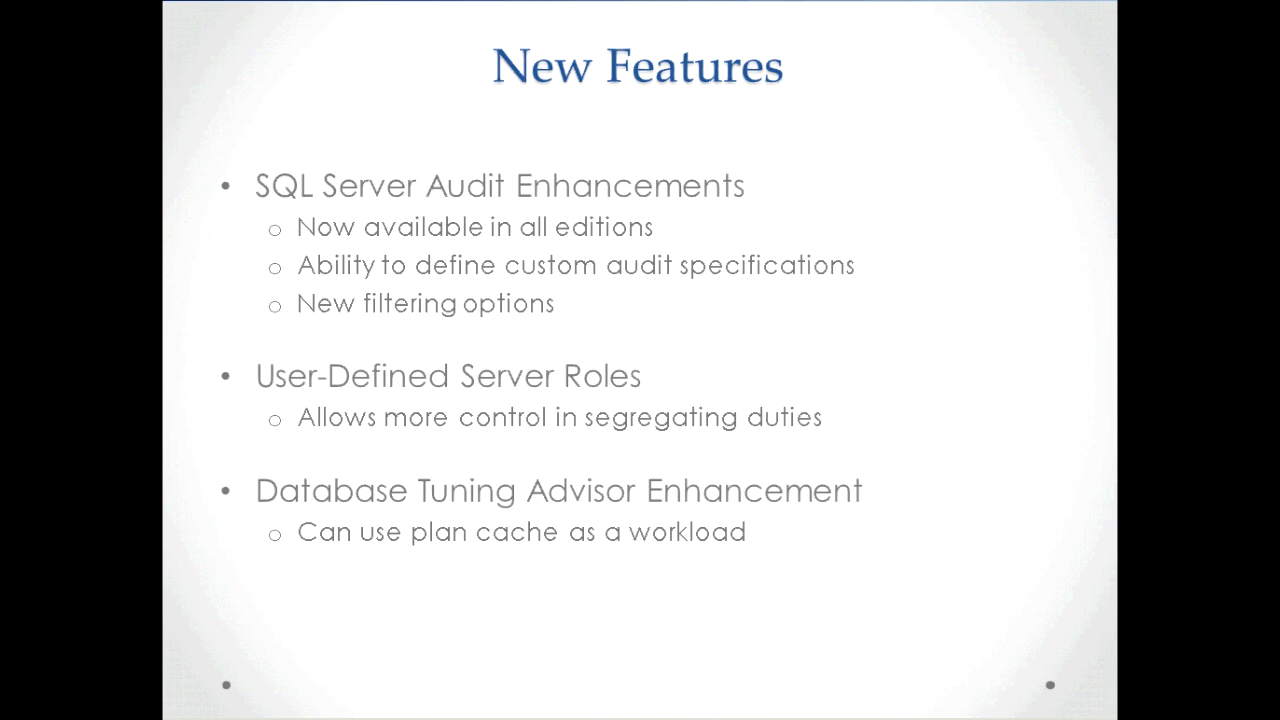 New Features
• SQL Server Audit Enhancements
o Now available in all editions
o Ability to define custom audit specifications
o New filtering options
• User-Defined Server Roles
o Allows more control in segregating duties
• Database Tuning Advisor Enhancement
o Can use plan cache as a workload